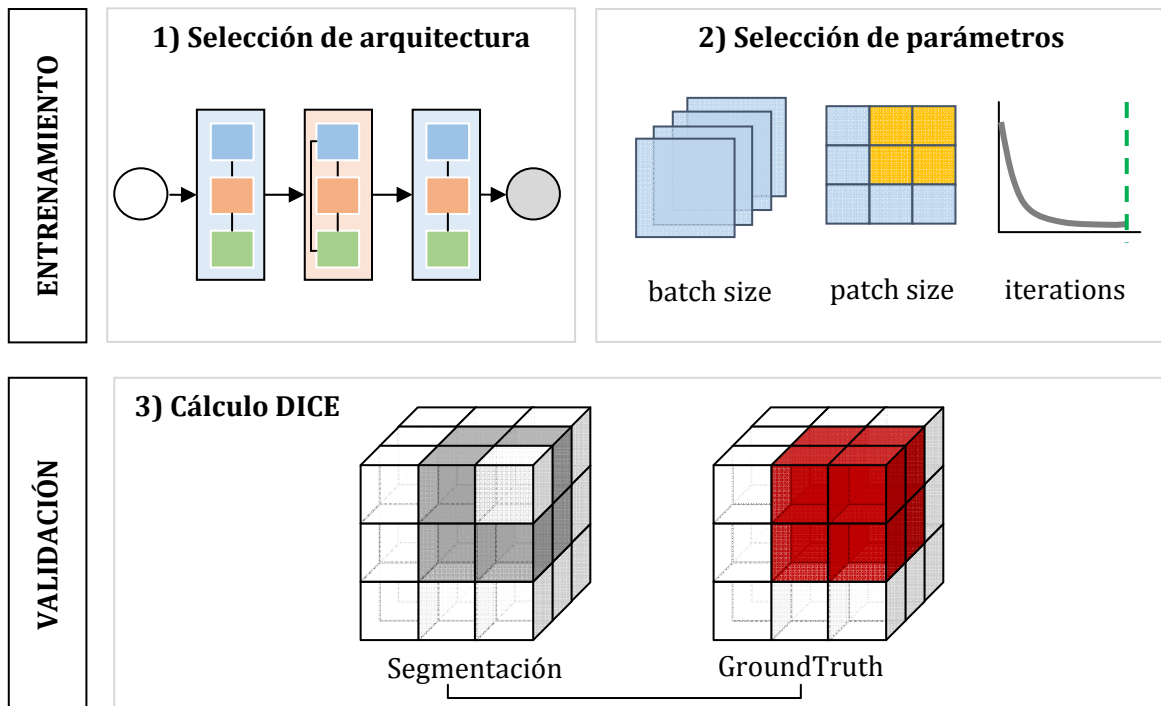 ENTRENAMIENTO
1) Selección de arquitectura
2) Selección de parámetros
batch size
patch size
iterations
VALIDACIÓN
3) Cálculo DICE
Segmentación
GroundTruth